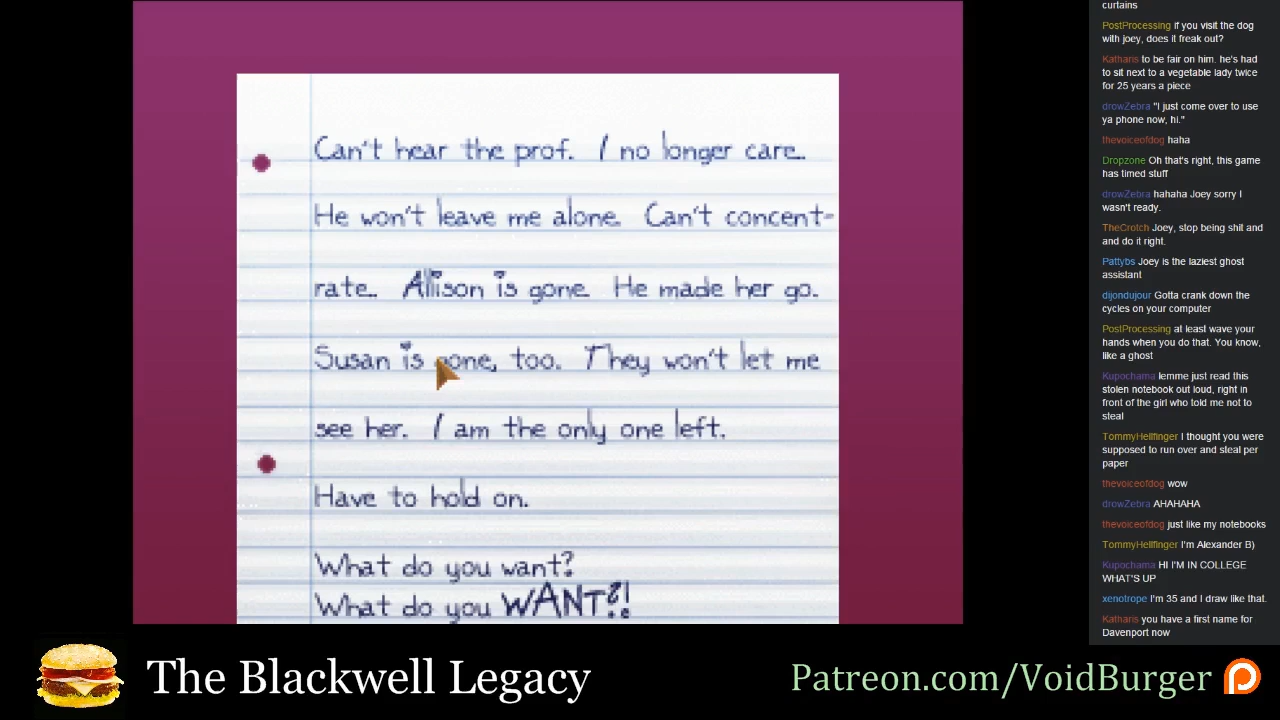 Can't hear the prof. I no longer care.
He won't leave me alone. Can't concent-
rate. Allison is gone. He made her go.
Susan is gone, too. They won't let me
see her. I am the only one left.
Have to hold on.
What do you want?
What do you WANT?!
curtains
PostProcessing if you visit the dog
with joey, does it freak out?
Katharis to be fair on him. he's had
to sit next to a vegetable lady twice
for 25 years a piece
drowZebra "I just come over to use
ya phone now, hi."
thevoiceofdog haha
Dropzone Oh that's right, this game
has timed stuff
drowZebra hahaha Joey sorry I
wasn't ready.
TheCrotch Joey, stop being shit and
and do it right.
Pattybs Joey is the laziest ghost
assistant
dijondujour Gotta crank down the
cycles on your computer
PostProcessing at least wave your
hands when you do that. You know,
like a ghost
Kupochama lemme just read this
stolen notebook out loud, right in
front of the girl who told me not to
steal
TommyHellfinger I thought you were
supposed to run over and steal per
paper
thevoiceofdog wow
drowZebra AHAHAHA
thevoiceofdog just like my notebooks
TommyHellfinger I'm Alexander B)
Kupochama HI I'M IN COLLEGE
WHAT'S UP
xenotrope I'm 35 and I draw like that.
Katharis you have a first name for
Davenport now
The Blackwell Legacy
Patreon.com/VoidBurger